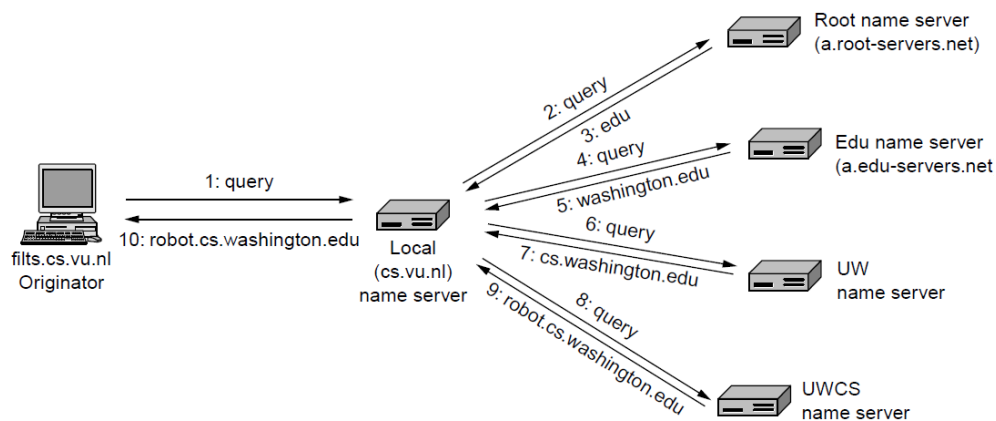 Root name server
(a.root-servers.net)
2: query
3: edu
Edu name server
(a.edu-servers.net
4: query
5: washington.edu
1: query
10: robot.cs.washington.edu
filts.cs.vu.nl
Originator
Local
(cs.vu.nl)
name server
6: query
7: cs.washington.edu
UW
name server
8: query
9: robot.cs.washington.edu
UWCS
name server